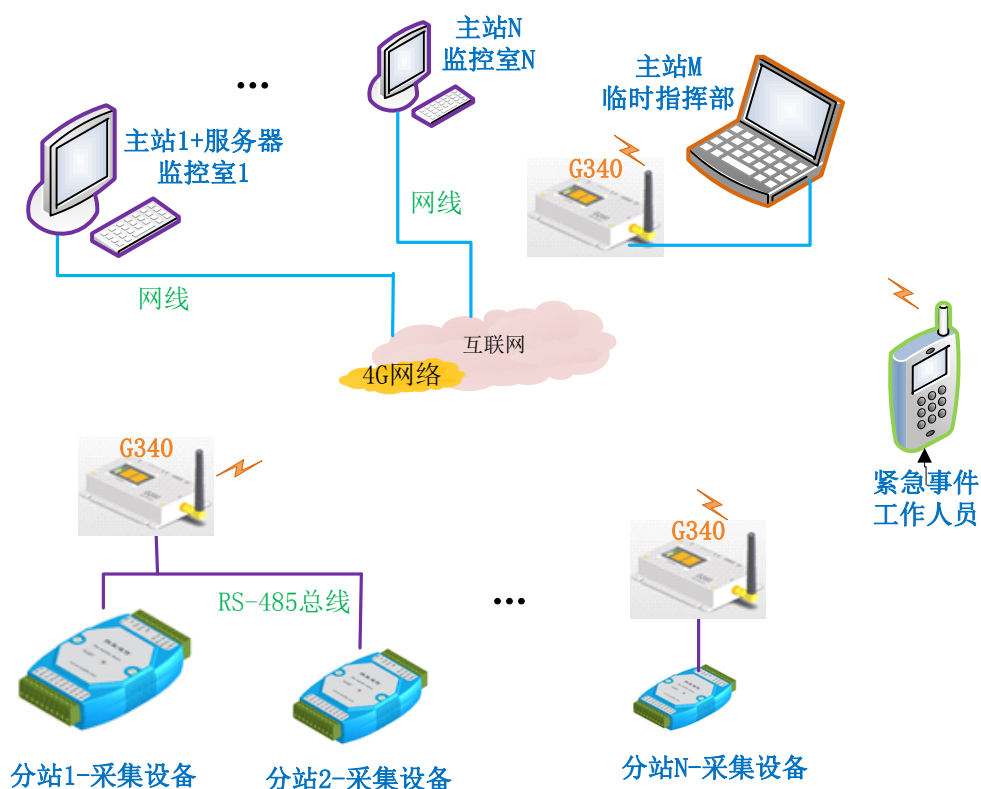 主站N
监控室N
...
主站M
临时指挥部
主站1+服务器
监控室1
G340
网线
网线
互联网
4G网络
G340
紧急事件
工作人员
G340
RS-485总线
...
分站1-采集设备
分站2-采集设备
分站N-采集设备